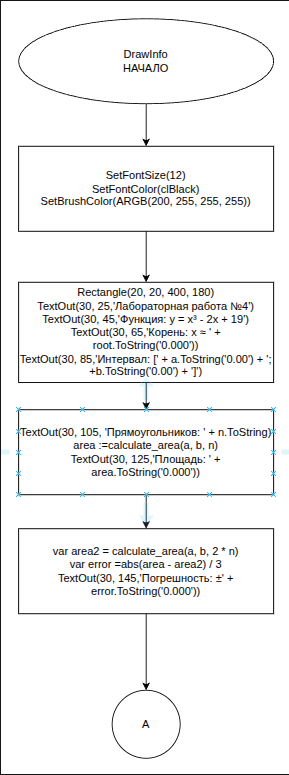 DrawInfo
НАЧАЛО
SetFontSize(12)
SetFontColor(clBlack)
SetBrushColor(ARGB(200, 255, 255, 255))
Rectangle(20, 20, 400, 180)
TextOut(30, 25,'Лабораторная работа №4')
TextOut(30, 45,'Функция: y = x³ - 2x + 19')
TextOut(30, 65,'Корень: x ≈ ' +
root.ToString('0.000'))
TextOut(30, 85,'Интервал: [' + a.ToString('0.00') + ';
+b.ToString('0.00') + ']')
TextOut(30, 105, 'Прямоугольников: ' + n.ToString)
area :=calculate_area(a, b, n)
TextOut(30, 125,'Площадь: ' +
area.ToString('0.000'))
var area2 = calculate_area(a, b, 2 * n)
var error =abs(area - area2) / 3
TextOut(30, 145,'Погрешность: ±' +
error.ToString('0.000'))
A